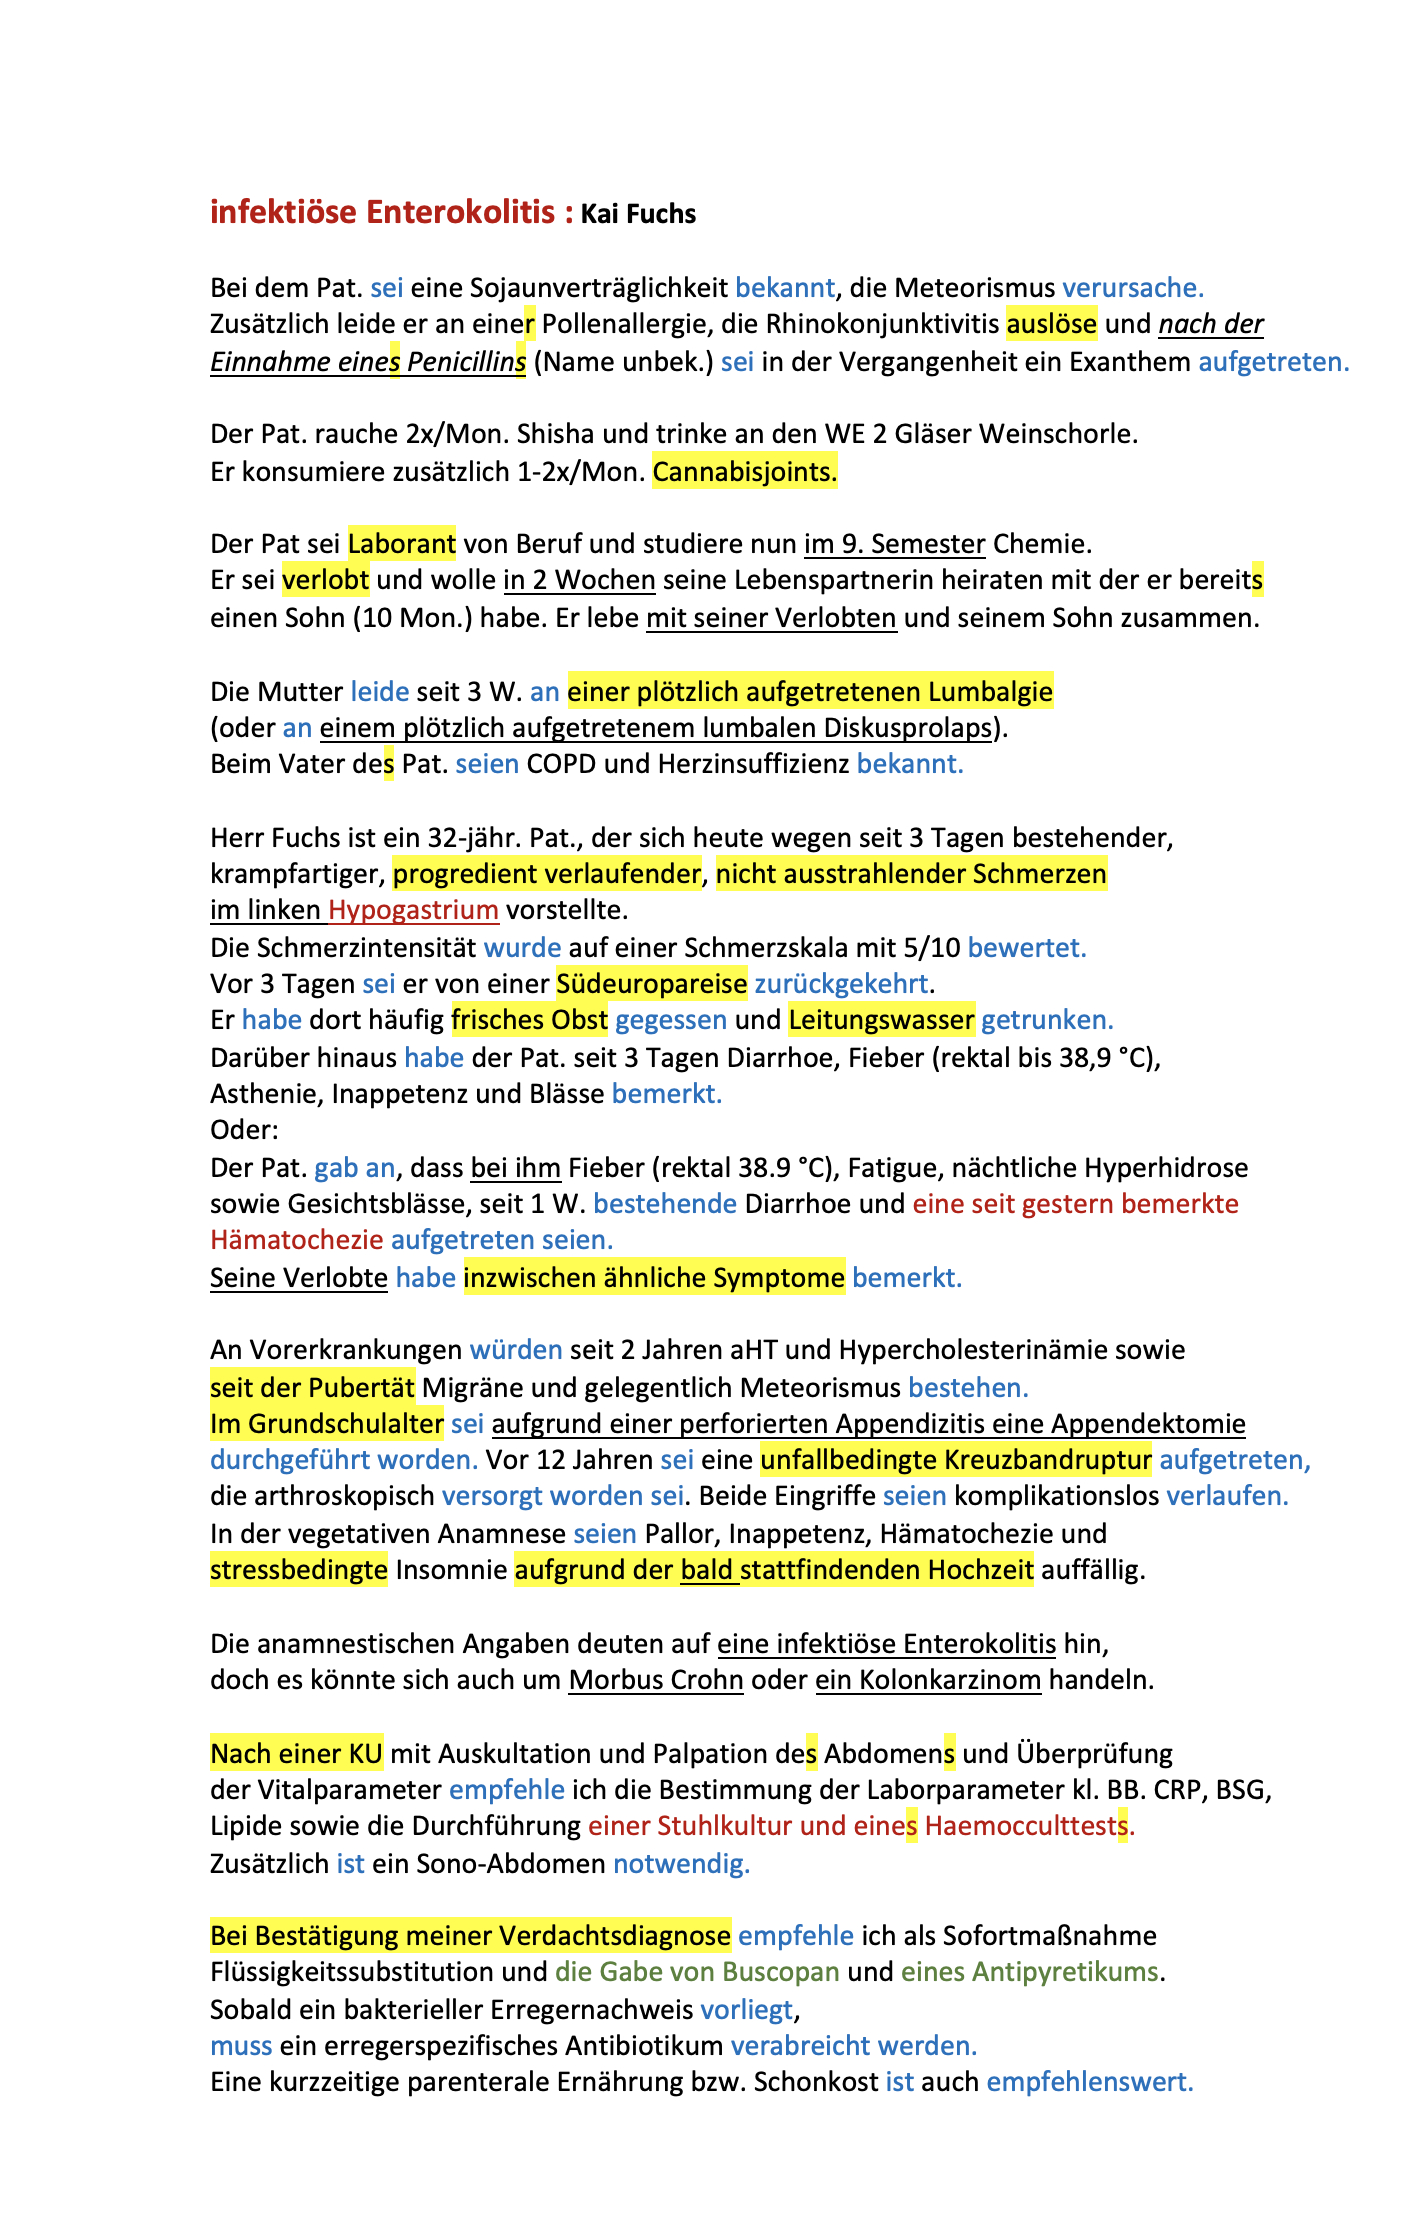 infektiöse Enterokolitis : Kai Fuchs
Bei dem Pat. sei eine Sojaunverträglichkeit bekannt, die Meteorismus verursache.
Zusätzlich leide er an einer Pollenallergie, die Rhinokonjunktivitis auslöse und nach der
Einnahme eines Penicillins (Name unbek.) sei in der Vergangenheit ein Exanthem aufgetreten.
Der Pat. rauche 2x/Mon. Shisha und trinke an den WE 2 Gläser Weinschorle.
Er konsumiere zusätzlich 1-2x/Mon. Cannabisjoints.
Der Pat sei Laborant von Beruf und studiere nun im 9. Semester Chemie.
Er sei verlobt und wolle in 2 Wochen seine Lebenspartnerin heiraten mit der er bereits
einen Sohn (10 Mon.) habe. Er lebe mit seiner Verlobten und seinem Sohn zusammen.
Die Mutter leide seit 3 W. an einer plötzlich aufgetretenen Lumbalgie
(oder an einem plötzlich aufgetretenem lumbalen Diskusprolaps).
Beim Vater des Pat. seien COPD und Herzinsuffizienz bekannt.
Herr Fuchs ist ein 32-jähr. Pat., der sich heute wegen seit 3 Tagen bestehender,
krampfartiger, progredient verlaufender, nicht ausstrahlender Schmerzen
im linken Hypogastrium vorstellte.
Die Schmerzintensität wurde auf einer Schmerzskala mit 5/10 bewertet.
Vor 3 Tagen sei er von einer Südeuropareise zurückgekehrt.
Er habe dort häufig frisches Obst gegessen und Leitungswasser getrunken.
Darüber hinaus habe der Pat. seit 3 Tagen Diarrhoe, Fieber (rektal bis 38,9 °C),
Asthenie, Inappetenz und Blässe bemerkt.
Oder:
Der Pat. gab an, dass bei ihm Fieber (rektal 38.9 °C), Fatigue, nächtliche Hyperhidrose
sowie Gesichtsblässe, seit 1 W. bestehende Diarrhoe und eine seit gestern bemerkte
Hämatochezie aufgetreten seien.
Seine Verlobte habe inzwischen ähnliche Symptome bemerkt.
An Vorerkrankungen würden seit 2 Jahren aHT und Hypercholesterinämie sowie
seit der Pubertät Migräne und gelegentlich Meteorismus bestehen.
Im Grundschulalter sei aufgrund einer perforierten Appendizitis eine Appendektomie
durchgeführt worden. Vor 12 Jahren sei eine unfallbedingte Kreuzbandruptur aufgetreten,
die arthroskopisch versorgt worden sei. Beide Eingriffe seien komplikationslos verlaufen.
In der vegetativen Anamnese seien Pallor, Inappetenz, Hämatochezie und
stressbedingte Insomnie aufgrund der bald stattfindenden Hochzeit auffällig.
Die anamnestischen Angaben deuten auf eine infektiöse Enterokolitis hin,
doch es könnte sich auch um Morbus Crohn oder ein Kolonkarzinom handeln.
Nach einer KU mit Auskultation und Palpation des Abdomens und Überprüfung
der Vitalparameter empfehle ich die Bestimmung der Laborparameter kl. BB. CRP, BSG,
Lipide sowie die Durchführung einer Stuhlkultur und eines Haemocculttests.
Zusätzlich ist ein Sono-Abdomen notwendig.
Bei Bestätigung meiner Verdachtsdiagnose empfehle ich als Sofortmaßnahme
Flüssigkeitssubstitution und die Gabe von Buscopan und eines Antipyretikums.
Sobald ein bakterieller Erregernachweis vorliegt,
muss ein erregerspezifisches Antibiotikum verabreicht werden.
Eine kurzzeitige parenterale Ernährung bzw. Schonkost ist auch empfehlenswert.